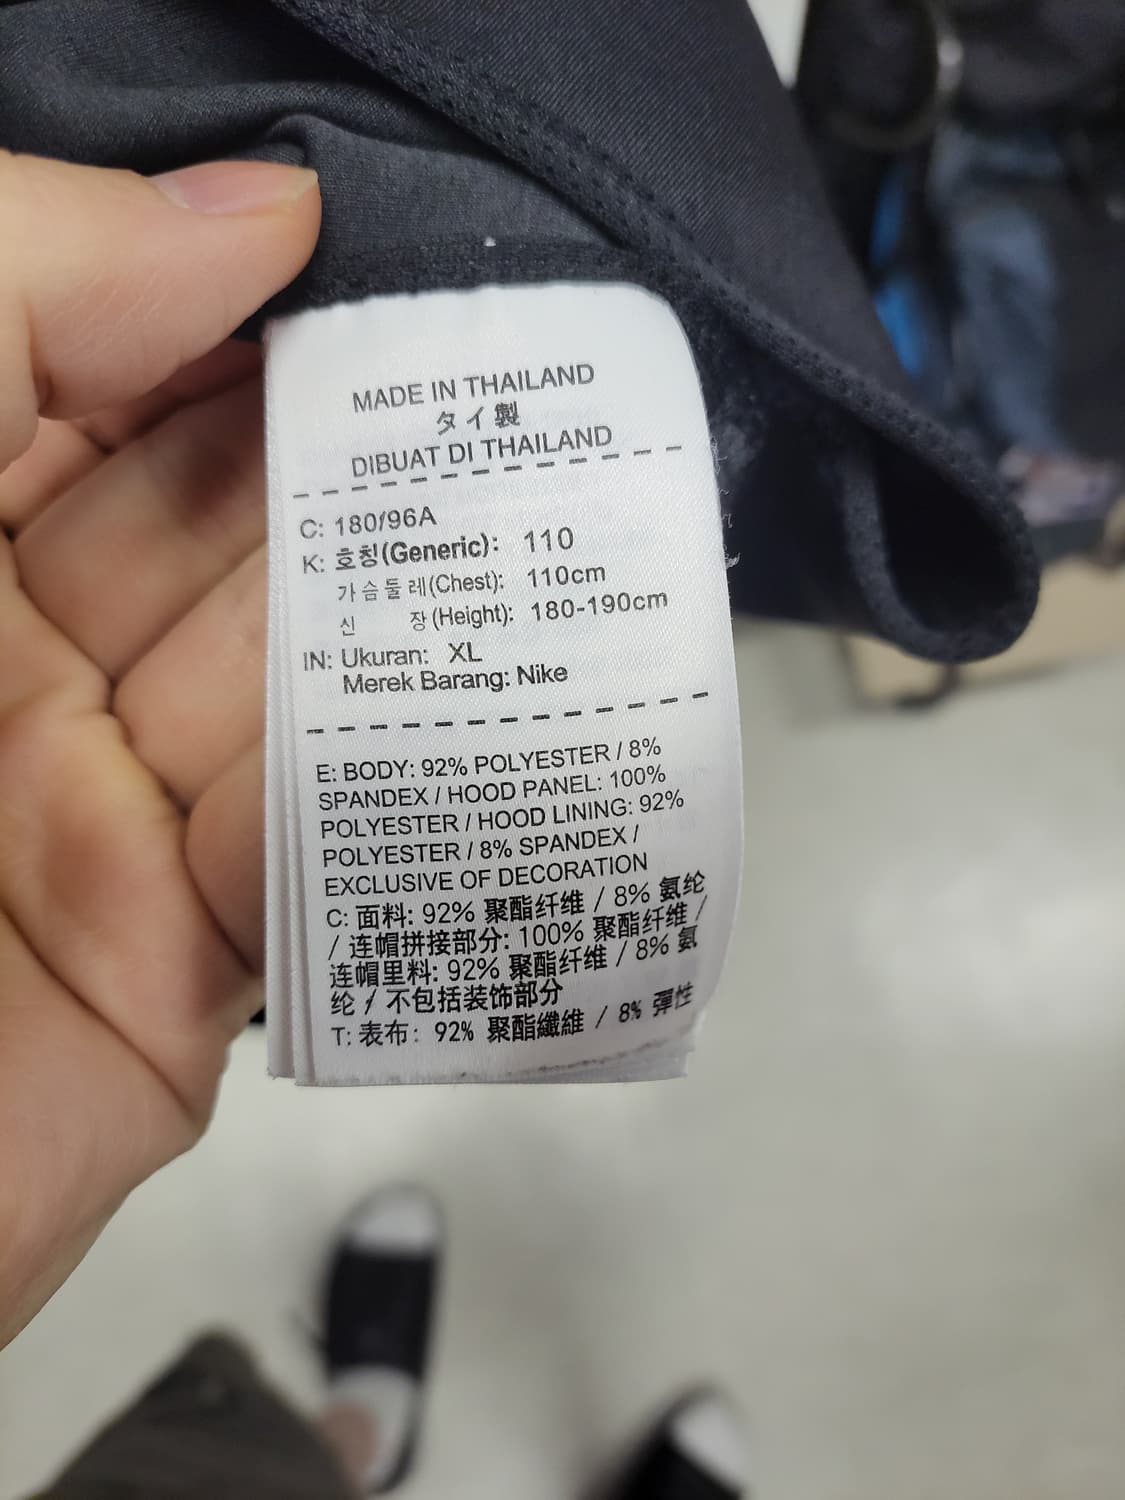 MADE IN THAILAND
タイ製
DIBUAT DI THAILAND
C: 180/96A
K: 호칭(Generic): 110
가슴둘레(Chest): 110cm
신 장(Height): 180-190cm
IN: Ukuran: XL
Merek Barang: Nike
E: BODY: 92% POLYESTER / 8%
SPANDEX / HOOD PANEL: 100%
POLYESTER / HOOD LINING: 92%
POLYESTER / 8% SPANDEX /
EXCLUSIVE OF DECORATION
C: 面料: 92% 聚酯纤维 / 8% 氨纶
/ 连帽拼接部分: 100% 聚酯纤维 /
连帽里料: 92% 聚酯纤维 / 8% 氨
纶 / 不包括装饰部分
T: 表布: 92% 聚酯纖維 / 8% 彈性